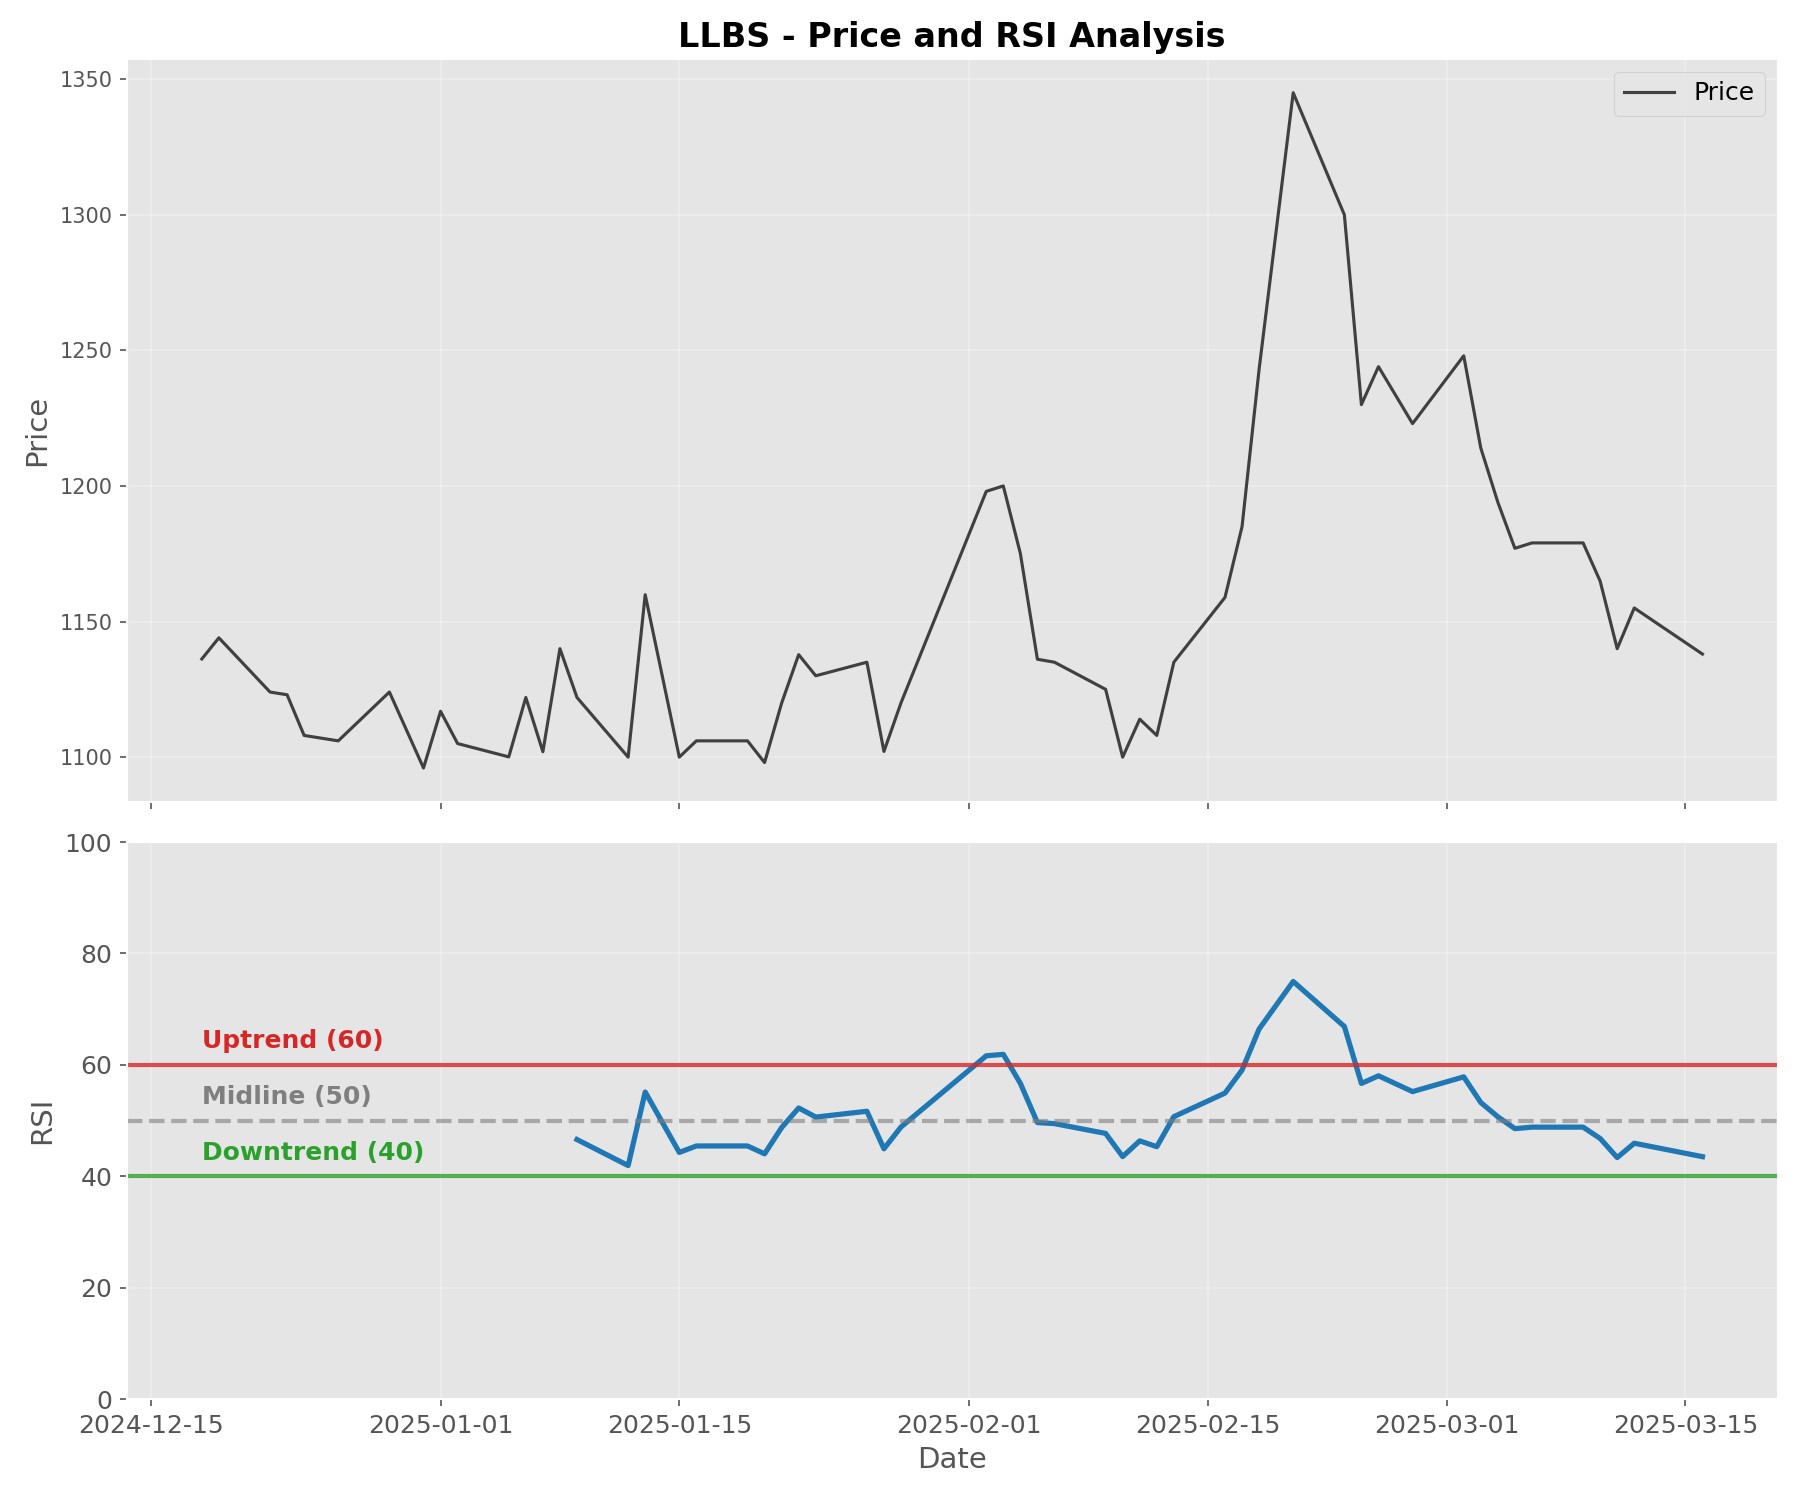 LLBS - Price and RSI Analysis
1350
1300
1250
1200
1150
1100
Price
Price
100
80
60
40
20
0
RSI
Uptrend (60)
Midline (50)
Downtrend (40)
2024-12-15
2025-01-01
2025-01-15
2025-02-01
2025-02-15
2025-03-01
2025-03-15
Date